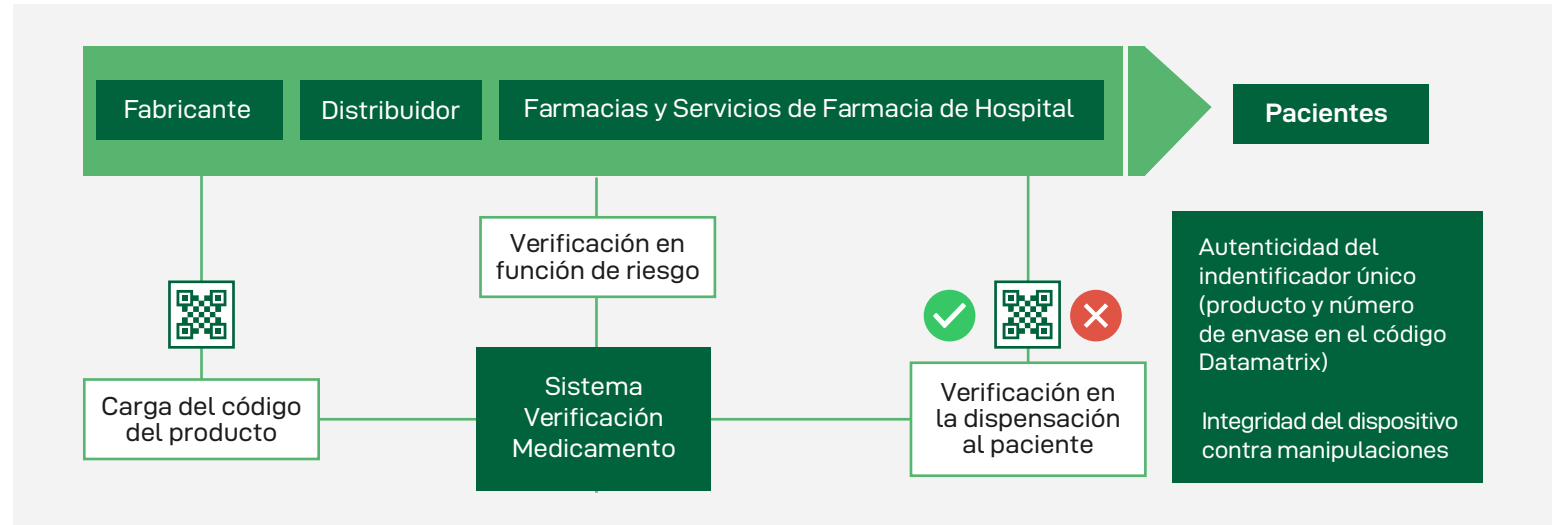 Fabricante
Distribuidor
Farmacias y Servicios de Farmacia de Hospital
Pacientes
Verificación en
función de riesgo
Carga del código
del producto
Sistema
Verificación
Medicamento
Verificación en
la dispensación
al paciente
Autenticidad del
indentificador único
(producto y número
de envase en el código
Datamatrix)
Integridad del dispositivo
contra manipulaciones